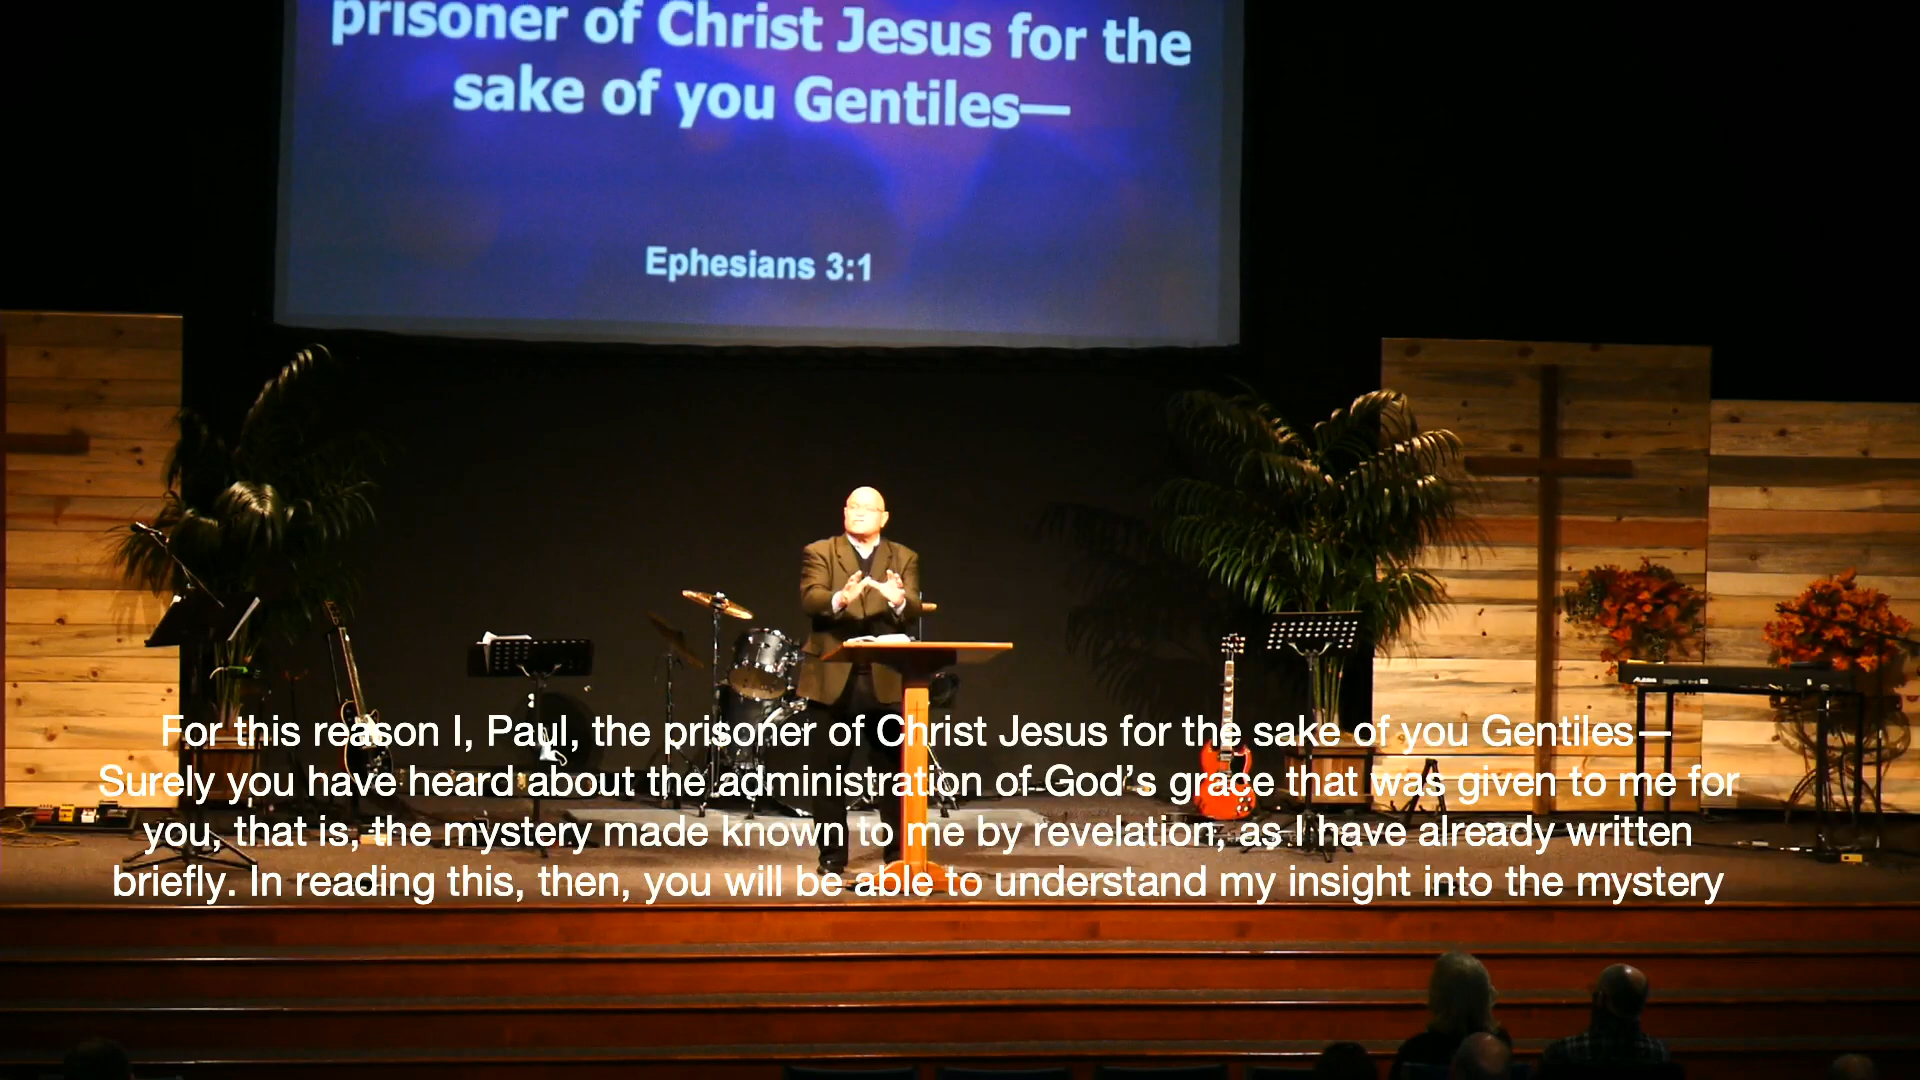 prisoner of Christ Jesus for the
sake of you Gentiles—
Ephesians 3:1
For this reason I, Paul, the prisoner of Christ Jesus for the sake of you Gentiles—
Surely you have heard about the administration of God’s grace that was given to me for
you, that is, the mystery made known to me by revelation, as I have already written
briefly. In reading this, then, you will be able to understand my insight into the mystery